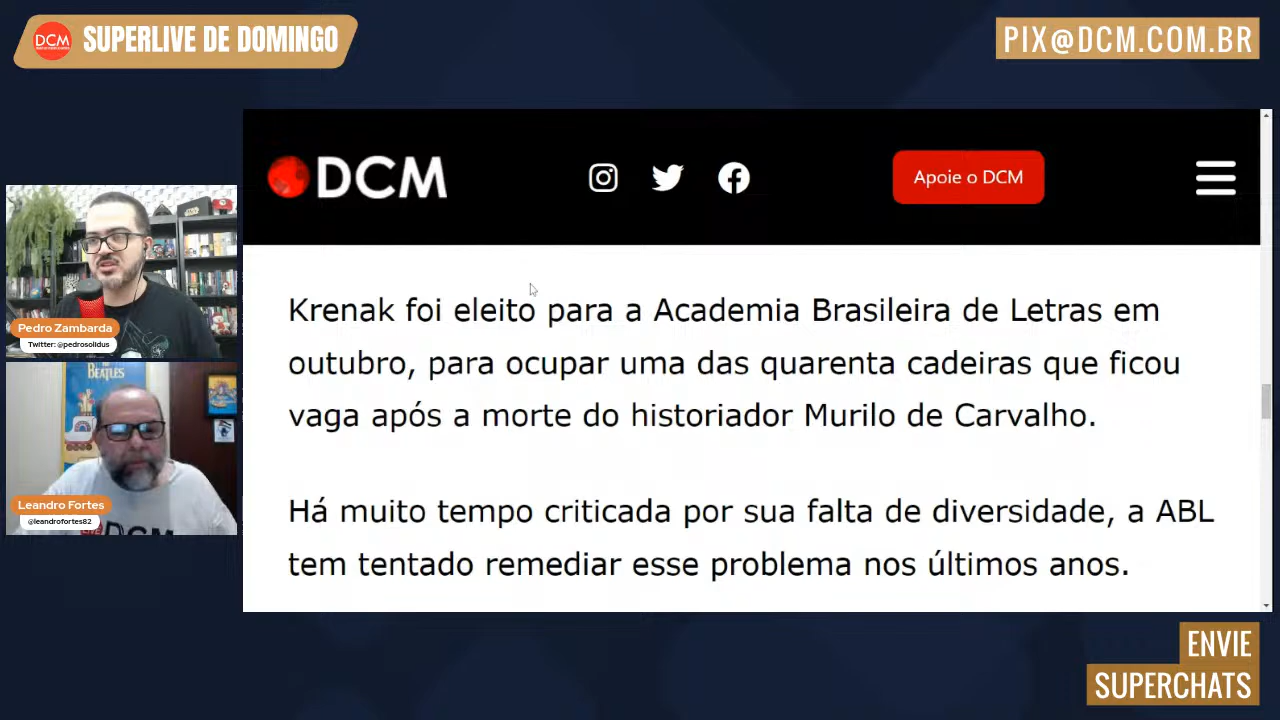 DCM
SUPERLIVE DE DOMINGO
PIX@DCM.COM.BR
DCM
Apoie o DCM
Krenak foi eleito para a Academia Brasileira de Letras em
outubro, para ocupar uma das quarenta cadeiras que ficou
vaga após a morte do historiador Murilo de Carvalho.
Há muito tempo criticada por sua falta de diversidade, a ABL
tem tentado remediar esse problema nos últimos anos.
Pedro Zambarda
Twitter: @pedrosolidus
BEATLES
Leandro Fortes
@leandrofortes82
DCM
ENVIE
SUPERCHATS